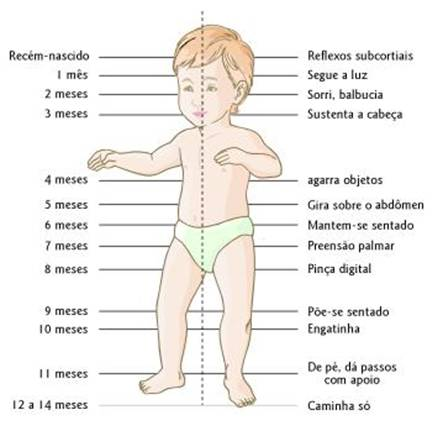 Recém-nascido Reflexos subcortiais
1 mês Segue a luz
2 meses Sorri, balbucia
3 meses Sustenta a cabeça
4 meses agarra objetos
5 meses Gira sobre o abdômen
6 meses Mantem-se sentado
7 meses Preensão palmar
8 meses Pinça digital
9 meses Põe-se sentado
10 meses Engatinha
11 meses De pé, dá passos
com apoio
12 a 14 meses Caminha só